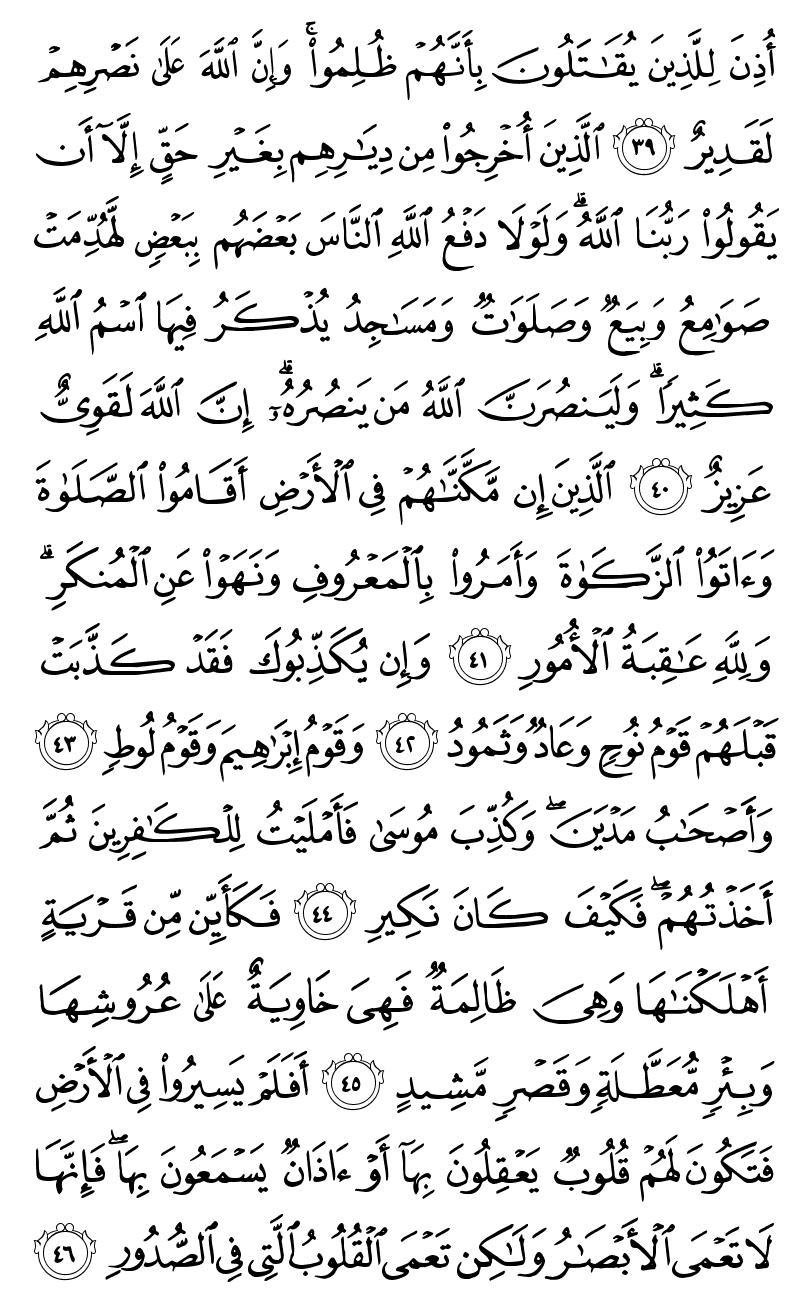 أُذِنَ لِلَّذِينَ يُقَٰتَلُونَ بِأَنَّهُمۡ ظُلِمُواْۚ وَإِنَّ ٱللَّهَ عَلَىٰ نَصۡرِهِمۡ
لَقَدِيرٌ ٣٩ ٱلَّذِينَ أُخۡرِجُواْ مِن دِيَٰرِهِم بِغَيۡرِ حَقٍّ إِلَّآ أَن
يَقُولُواْ رَبُّنَا ٱللَّهُۗ وَلَوۡلَا دَفۡعُ ٱللَّهِ ٱلنَّاسَ بَعۡضَهُم بِبَعۡضٖ لَّهُدِّمَتۡ
صَوَٰمِعُ وَبِيَعٞ وَصَلَوَٰتٞ وَمَسَٰجِدُ يُذۡكَرُ فِيهَا ٱسۡمُ ٱللَّهِ
كَثِيرٗاۗ وَلَيَنصُرَنَّ ٱللَّهُ مَن يَنصُرُهُۥٓۗ إِنَّ ٱللَّهَ لَقَوِيٌّ
عَزِيزٌ ٤٠ ٱلَّذِينَ إِن مَّكَّنَّٰهُمۡ فِي ٱلۡأَرۡضِ أَقَامُواْ ٱلصَّلَوٰةَ
وَءَاتَوُاْ ٱلزَّكَوٰةَ وَأَمَرُواْ بِٱلۡمَعۡرُوفِ وَنَهَوۡاْ عَنِ ٱلۡمُنكَرِۗ
وَلِلَّهِ عَٰقِبَةُ ٱلۡأُمُورِ ٤١ وَإِن يُكَذِّبُوكَ فَقَدۡ كَذَّبَتۡ
قَبۡلَهُمۡ قَوۡمُ نُوحٖ وَعَادٞ وَثَمُودُ ٤٢ وَقَوۡمُ إِبۡرَٰهِيمَ وَقَوۡمُ لُوطٖ ٤٣
وَأَصۡحَٰبُ مَدۡيَنَۖ وَكُذِّبَ مُوسَىٰ فَأَمۡلَيۡتُ لِلۡكَٰفِرِينَ ثُمَّ
أَخَذۡتُهُمۡۖ فَكَيۡفَ كَانَ نَكِيرِ ٤٤ فَكَأَيِّن مِّن قَرۡيَةٍ
أَهۡلَكۡنَٰهَا وَهِيَ ظَالِمَةٞ فَهِيَ خَاوِيَةٌ عَلَىٰ عُرُوشِهَا
وَبِئۡرٖ مُّعَطَّلَةٖ وَقَصۡرٖ مَّشِيدٍ ٤٥ أَفَلَمۡ يَسِيرُواْ فِي ٱلۡأَرۡضِ
فَتَكُونَ لَهُمۡ قُلُوبٞ يَعۡقِلُونَ بِهَآ أَوۡ ءَاذَانٞ يَسۡمَعُونَ بِهَاۖ فَإِنَّهَا
لَا تَعۡمَى ٱلۡأَبۡصَٰرُ وَلَٰكِن تَعۡمَى ٱلۡقُلُوبُ ٱلَّتِي فِي ٱلصُّدُورِ ٤٦